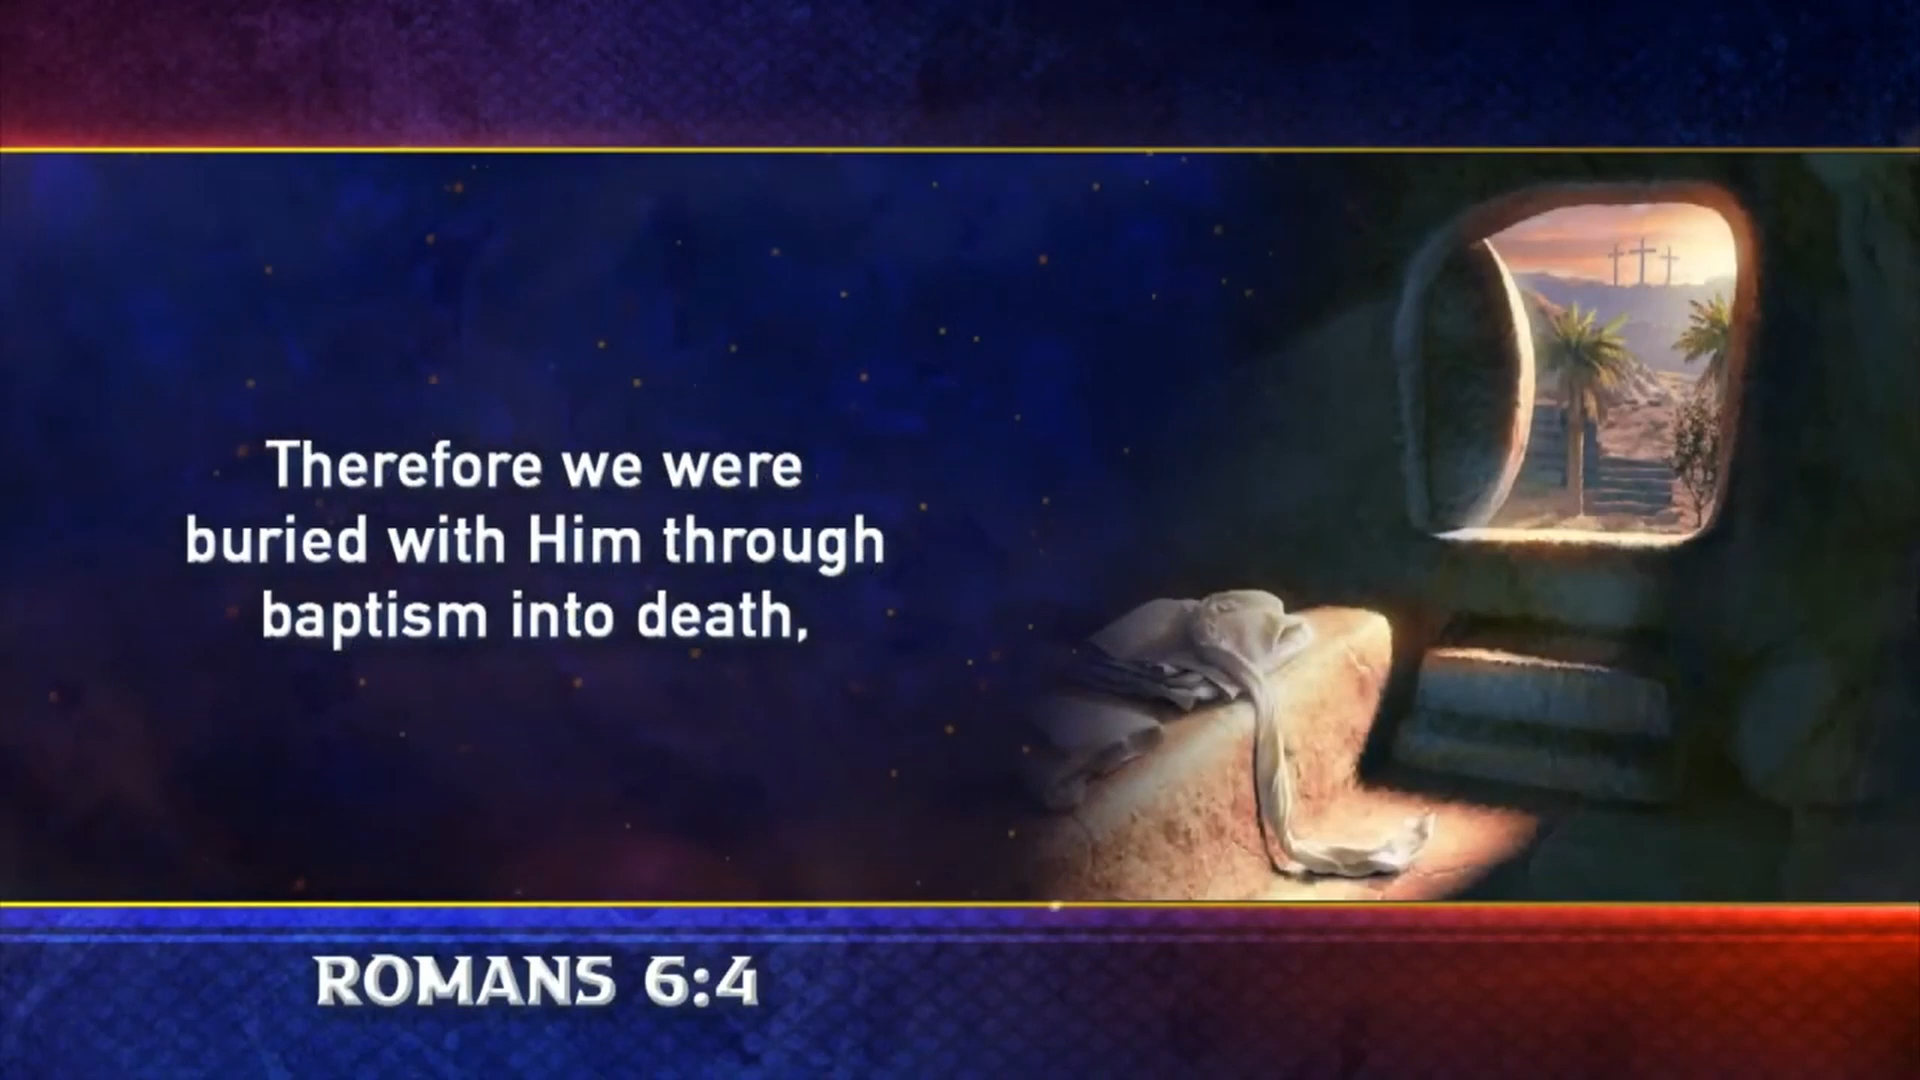 Therefore we were
buried with Him through
baptism into death,
ROMANS 6:4